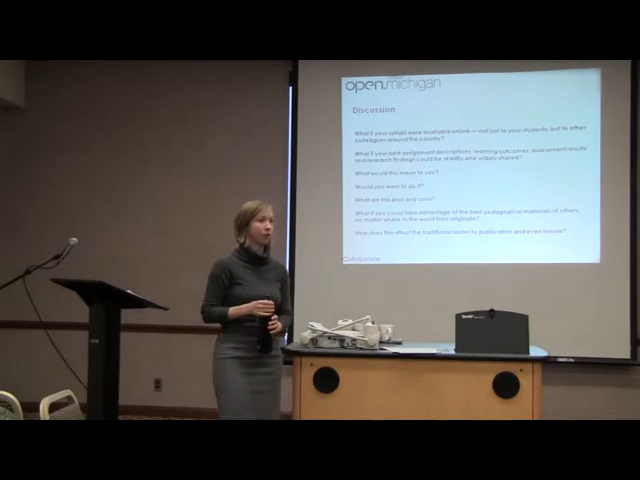 open.michigan
Discussion
What if your syllabi were available online — not just to your students, but to other
colleagues around the country?
What if your best assignment descriptions, learning outcomes, assessment results
and research findings could be readily and widely shared?
What would this mean to you?
Would you want to do it?
What are the pros and cons?
What if you could take advantage of the best pedagogical materials of others,
no matter where in the world they originate?
How does this effect the traditional routes to publication and even tenure?
Collaborate